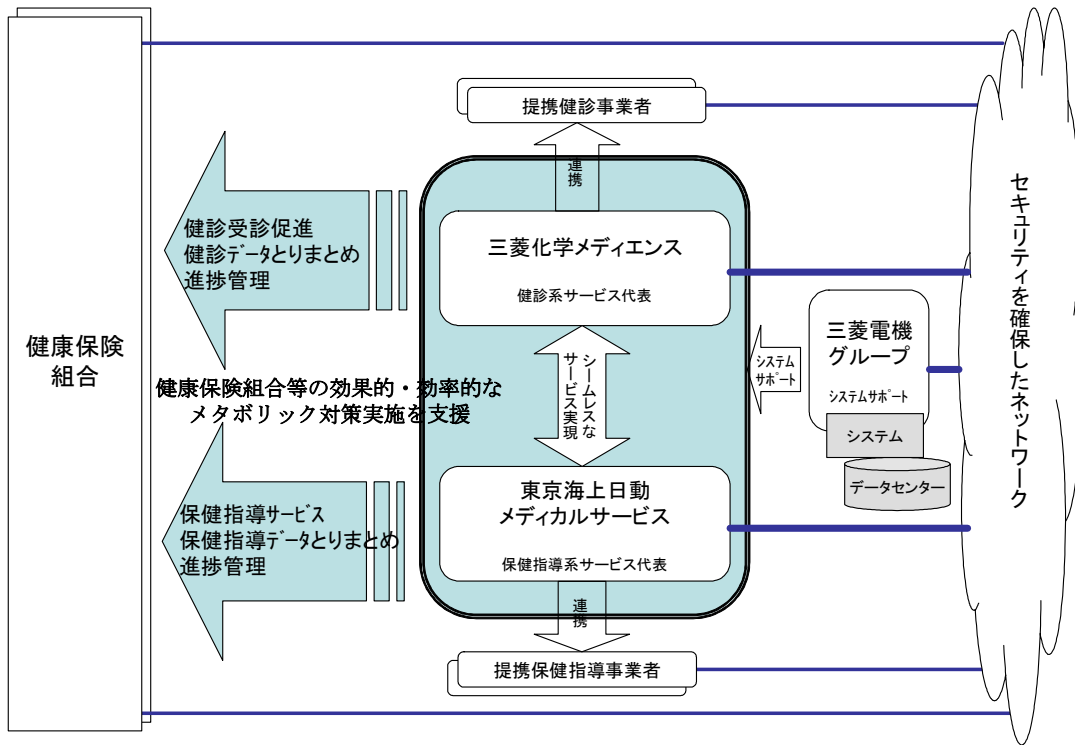 健康保険
組合
提携健診事業者
連携
健診受診促進
健診データとりまとめ
進捗管理
三菱化学メディエンス
健診系サービス代表
健康保険組合等の効果的・効率的な
メタボリック対策実施を支援
シームレスな
サービス実現
システム
サポート
三菱電機
グループ
システムサポート
システム
データセンター
保健指導サービス
保健指導データとりまとめ
進捗管理
東京海上日動
メディカルサービス
保健指導系サービス代表
連携
提携保健指導事業者
セキュリティを確保したネットワーク